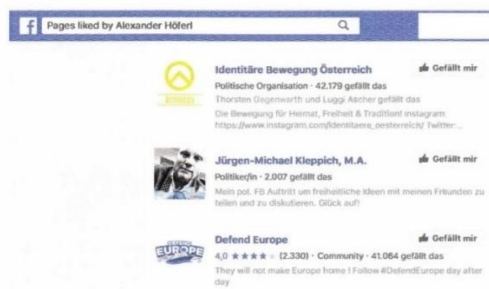 Pages liked by Alexander Höferl
Identitäre Bewegung Österreich
Gefällt mir
Politische Organisation · 42.179 gefällt das
Thorsten Gegenwarth und Luggi Ascher gefällt das
Die Bewegung für Heimat, Freiheit & Tradition! Instagram:
https://www.instagram.com/identitaere_oesterreich/ Twitter:...
Jürgen-Michael Kleppich, M.A.
Gefällt mir
Politiker/in · 2.007 gefällt das
Mein pol. FB Auftritt um freiheitliche Ideen mit meinen Freunden zu
teilen und zu diskutieren. Glück auf!
DEFEND
EUROPE
Defend Europe
Gefällt mir
4,0 ★★★★ (2.330) · Community · 41.064 gefällt das
They will not make Europe home ! Follow #DefendEurope day after
day